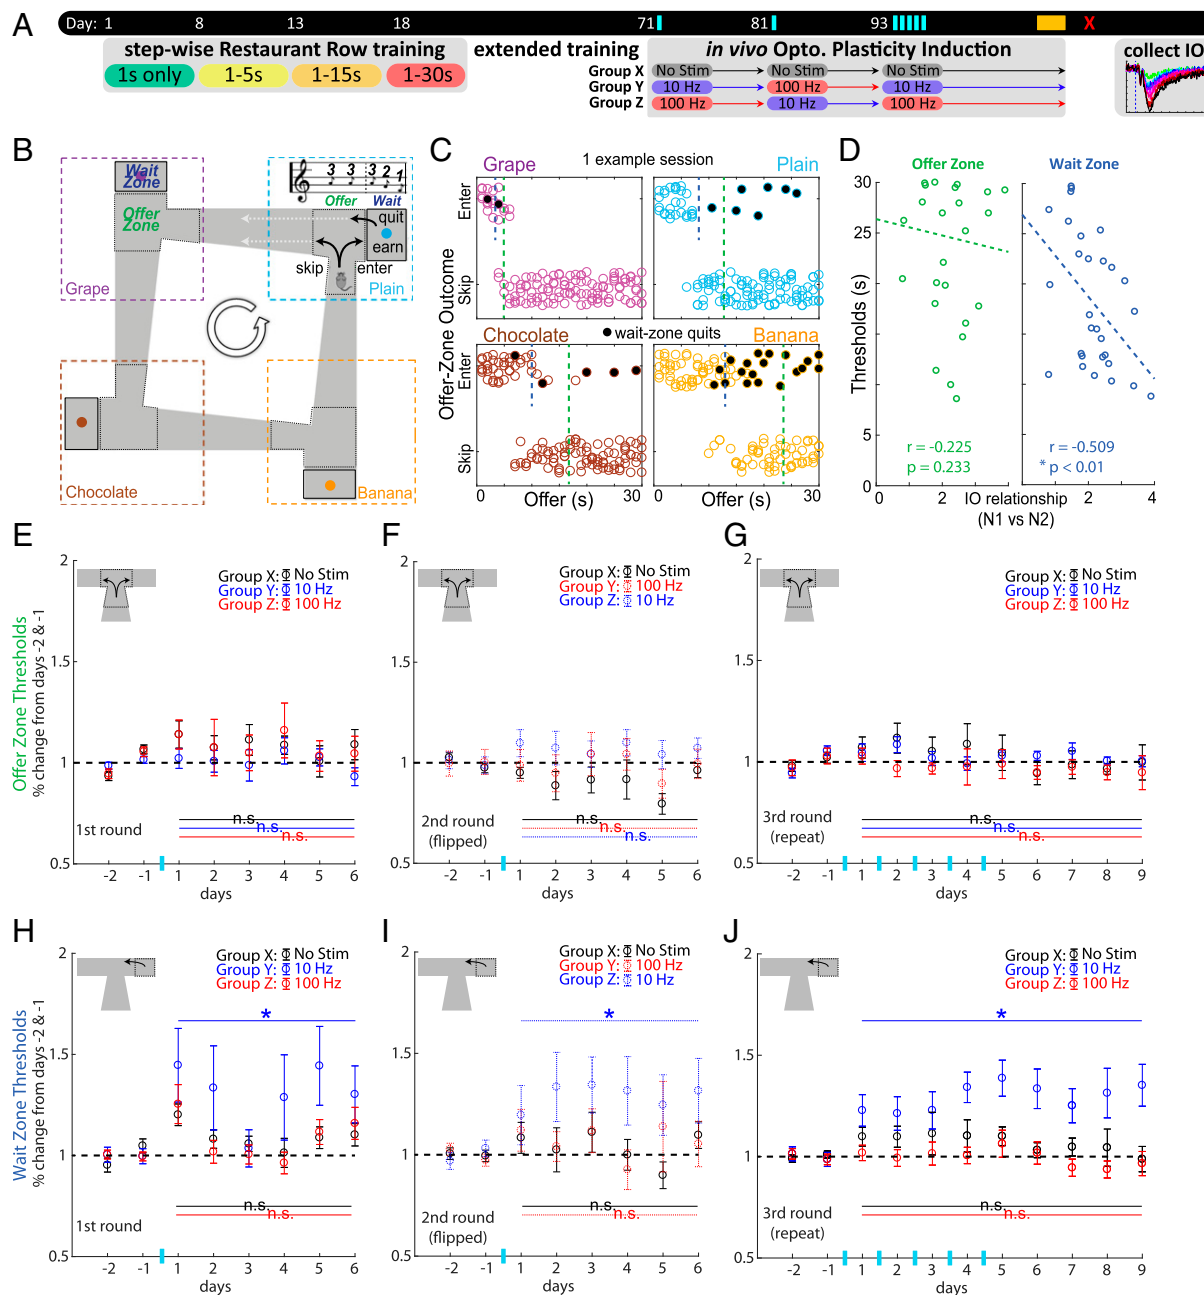 A
Day: 1 8 13 18 71 81 93 X
step-wise Restaurant Row training
extended training
in vivo Opto. Plasticity Induction
collect IO
1s only 1-5s 1-15s 1-30s
Group X No Stim No Stim No Stim
Group Y 10 Hz 100 Hz 10 Hz
Group Z 100 Hz 10 Hz 100 Hz
B
Wait Zone
Offer Zone
3 3 3 2 1
Offer Wait
quit
earn
skip enter
Grape
Plain
Chocolate
Banana
C
Grape 1 example session Plain
Enter
Skip
Offer-Zone Outcome
Chocolate ● wait-zone quits Banana
Enter
Skip
0 30 0 30
Offer (s) Offer (s)
D
Offer Zone Wait Zone
Thresholds (s)
30
25
15
5
0
r = -0.225
p = 0.233
r = -0.509
* p < 0.01
0 2 2 4
IO relationship
(N1 vs N2)
E
Offer Zone Thresholds
% change from days -2 & -1
2
1.5
1
0.5
Group X: No Stim
Group Y: 10 Hz
Group Z: 100 Hz
n.s.
n.s.
n.s.
1st round
-2 -1 1 2 3 4 5 6
days
F
2
1.5
1
0.5
Group X: No Stim
Group Y: 100 Hz
Group Z: 10 Hz
n.s.
n.s.
n.s.
2nd round
(flipped)
-2 -1 1 2 3 4 5 6
days
G
2
1.5
1
0.5
Group X: No Stim
Group Y: 10 Hz
Group Z: 100 Hz
n.s.
n.s.
n.s.
3rd round
(repeat)
-2 -1 1 2 3 4 5 6 7 8 9
days
H
Wait Zone Thresholds
% change from days -2 & -1
2
1.5
1
0.5
Group X: No Stim
Group Y: 10 Hz
Group Z: 100 Hz
*
n.s.
n.s.
1st round
-2 -1 1 2 3 4 5 6
days
I
2
1.5
1
0.5
Group X: No Stim
Group Y: 100 Hz
Group Z: 10 Hz
*
n.s.
n.s.
2nd round
(flipped)
-2 -1 1 2 3 4 5 6
days
J
2
1.5
1
0.5
Group X: No Stim
Group Y: 10 Hz
Group Z: 100 Hz
*
n.s.
n.s.
3rd round
(repeat)
-2 -1 1 2 3 4 5 6 7 8 9
days